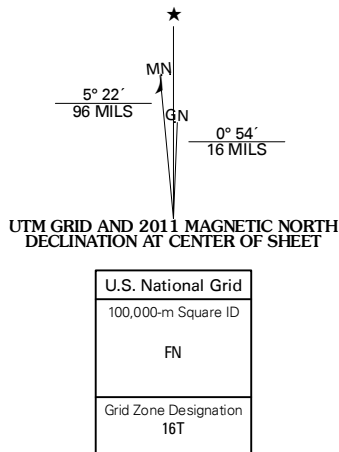 ★
MN
5° 22´
96 MILS
GN
0° 54´
16 MILS
UTM GRID AND 2011 MAGNETIC NORTH
DECLINATION AT CENTER OF SHEET
U.S. National Grid
100,000-m Square ID
FN
Grid Zone Designation
16T